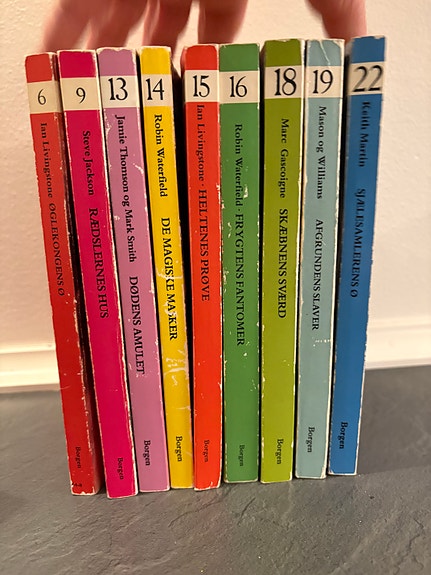 6
Ian Livingstone ØGLEKONGENS Ø
Borgen
9
Steve Jackson RÆDSLERNES HUS
Borgen
13
Jamie Thomson og Mark Smith DØDENS AMULET
Borgen
14
Robin Waterfield DE MAGISKE MASKER
Borgen
15
Ian Livingstone · HELTENES PRØVE
Borgen
16
Robin Waterfield · FRYGTENS FANTOMER
Borgen
18
Marc Gascoigne SKÆBNENS SVÆRD
Borgen
19
Mason og Williams AFGRUNDENS SLAVER
Borgen
22
Keith Martin SJÆLESAMLERENS Ø
Borgen